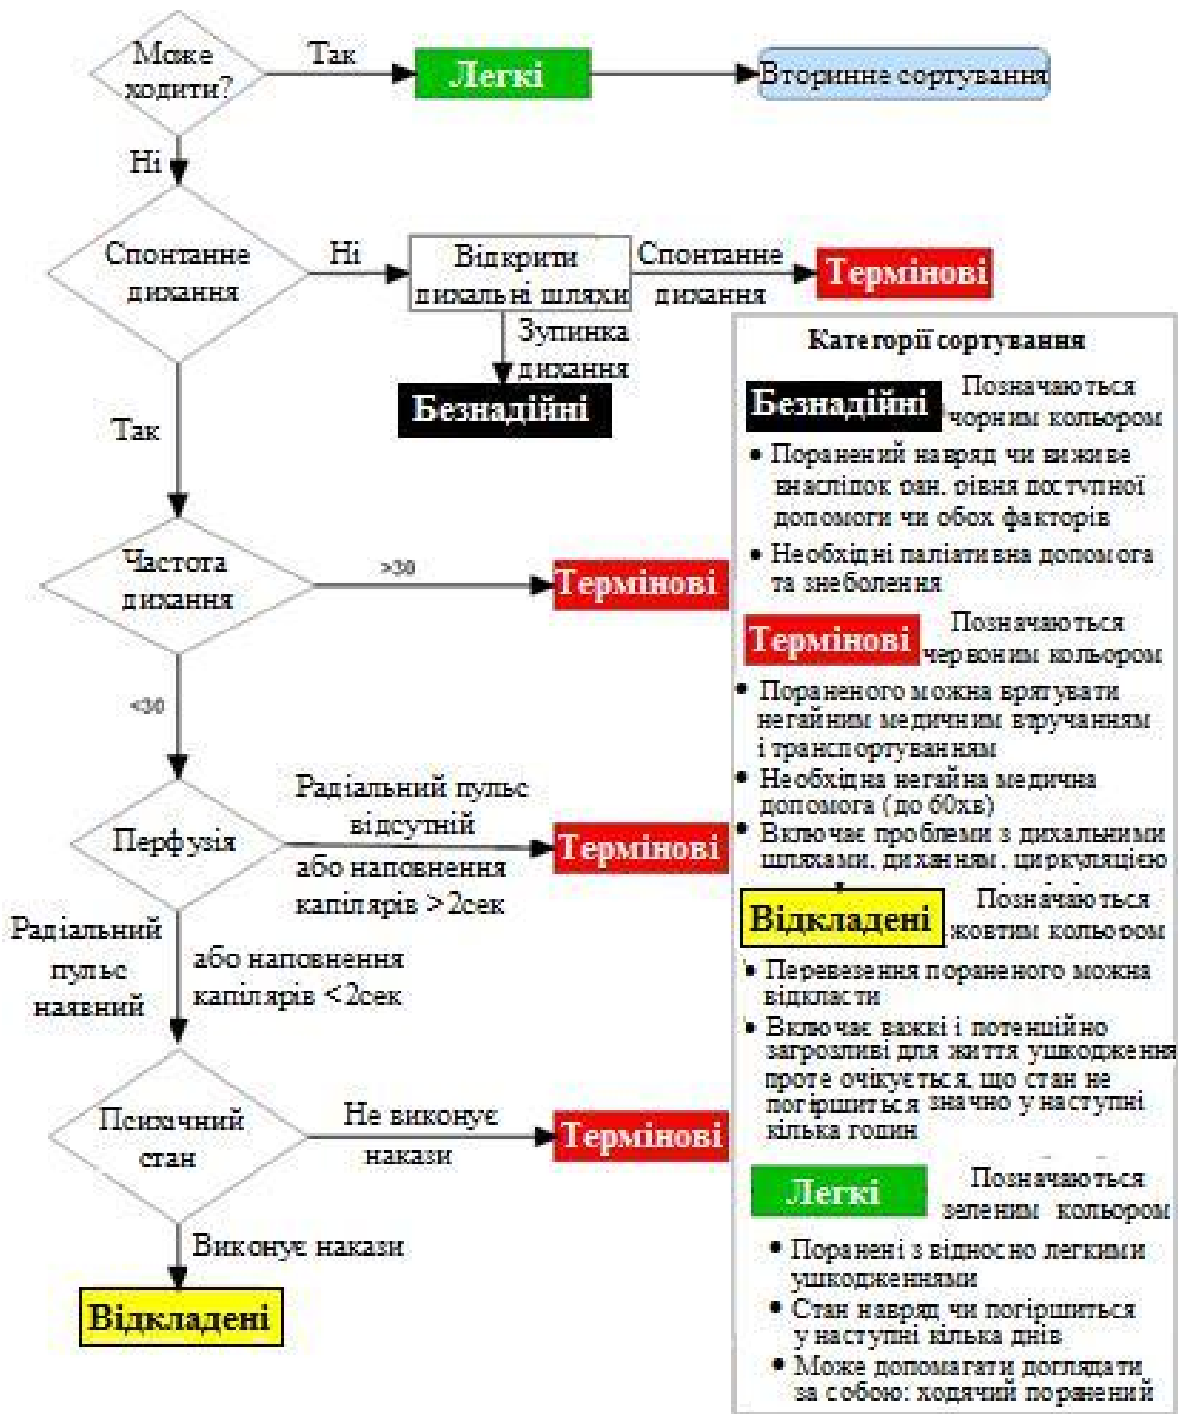 Може
ходити?
Так
Легкі
Вторинне сортування
Ні
Спонтанне
дихання
Ні
Відкрити
дихальні шляхи
Спонтанне
дихання
Термінові
Зупинка
дихання
Безнадійні
Так
Частота
дихання
>30
Термінові
<30
Перфузія
Радіальний пульс
відсутній
або наповнення
капілярів >2сек
Термінові
Радіальний
пульс
наявний
або наповнення
капілярів <2сек
Психічний
стан
Не виконує
накази
Термінові
Виконує накази
Відкладені
Категорії сортування
Безнадійні
Позначаються
чорним кольором
• Поранений навряд чи виживе
внаслідок ран, рівня доступної
допомоги чи обох факторів
• Необхідні паліативна допомога
та знеболення
Термінові
Позначаються
червоним кольором
• Пораненого можна врятувати
негайним медичним втручанням
і транспортуванням
• Необхідна негайна медична
допомога (до 60хв)
• Включає проблеми з дихальними
шляхами, диханням, циркуляцією
Відкладені
Позначаються
жовтим кольором
• Перевезення пораненого можна
відкласти
• Включає важкі і потенційно
загрозливі для життя ушкодження
проте очікується, що стан не
погіршиться значно у наступні
кілька годин
Легкі
Позначаються
зеленим кольором
• Поранені з відносно легкими
ушкодженнями
• Стан навряд чи погіршиться
у наступні кілька днів
• Може допомагати доглядати
за собою: ходячий порянений